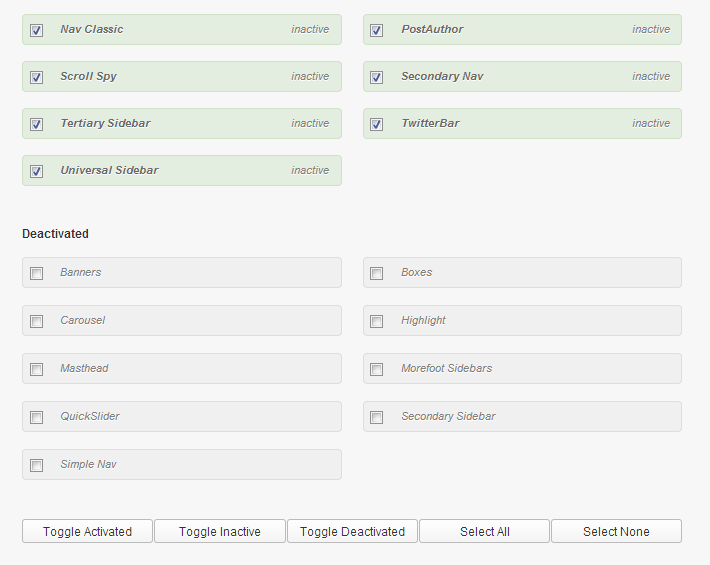 Nav Classic inactive PostAuthor inactive
Scroll Spy inactive Secondary Nav inactive
Tertiary Sidebar inactive TwitterBar inactive
Universal Sidebar inactive
Deactivated
Banners Boxes
Carousel Highlight
Masthead Morefoot Sidebars
QuickSlider Secondary Sidebar
Simple Nav
Toggle Activated Toggle Inactive Toggle Deactivated Select All Select None